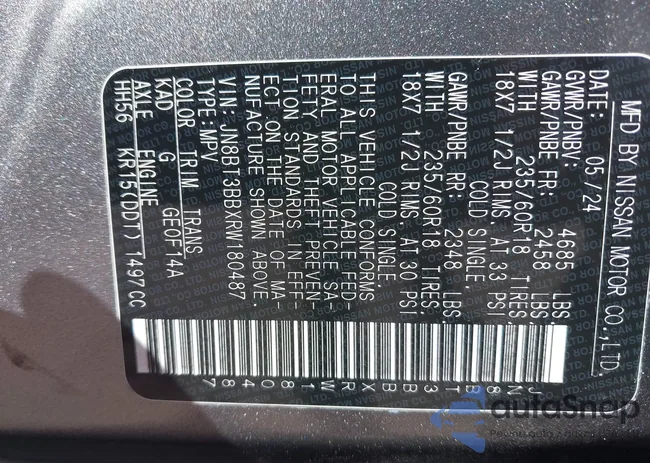 MFD BY NISSAN MOTOR CO.,LTD.
DATE: 05/24
GVWR/PNBV: 4685 LBS.
GAWR/PNBE FR: 2458 LBS.
WITH 235/60R18 TIRES,
18X7 1/2J RIMS AT 33 PSI
COLD SINGLE.
GAWR/PNBE RR: 2348 LBS.
WITH 235/60R18 TIRES,
18X7 1/2J RIMS AT 30 PSI
COLD SINGLE.
THIS VEHICLE CONFORMS
TO ALL APPLICABLE FED-
ERAL MOTOR VEHICLE SA-
FETY AND THEFT PREVEN-
TION STANDARDS IN EFF-
ECT ON THE DATE OF MA-
NUFACTURE SHOWN ABOVE.
VIN: JN8BT3BBXRW180487
TYPE: MPV
COLOR TRIM TRANS
KAD G GE0F14A
AXLE ENGINE
HH56 KR15(DDT) 1497CC
JN8BT3BBXRW180487
autoSnap